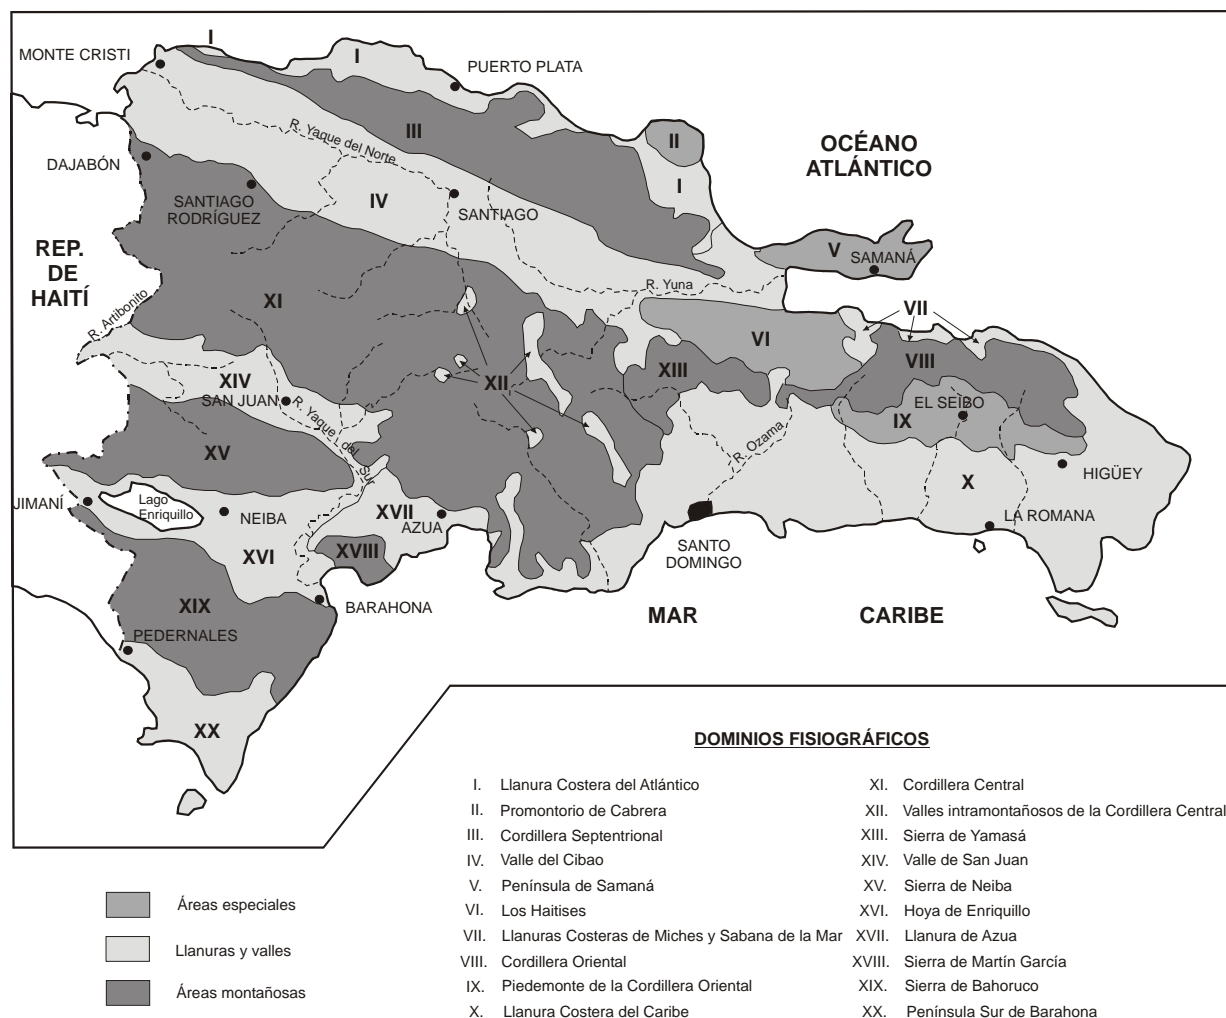 I
MONTE CRISTI
I
PUERTO PLATA
R. Yaque del Norte
III
II
OCÉANO
ATLÁNTICO
DAJABÓN
I
SANTIAGO
RODRÍGUEZ
IV
SANTIAGO
REP.
DE
HAITÍ
V
SAMANÁ
R. Yuna
XI
R. Artibonito
VII
VI
VIII
XIII
XII
XIV
SAN JUAN
R. Yaque del Sur
EL SEIBO
IX
R. Ozama
XV
HIGÜEY
X
JIMANÍ
Lago
Enriquillo
NEIBA
XVII
AZUA
LA ROMANA
SANTO
DOMINGO
XVI
XVIII
XIX
BARAHONA
MAR
CARIBE
PEDERNALES
XX
DOMINIOS FISIOGRÁFICOS
I. Llanura Costera del Atlántico
II. Promontorio de Cabrera
III. Cordillera Septentrional
IV. Valle del Cibao
V. Península de Samaná
VI. Los Haitises
VII. Llanuras Costeras de Miches y Sabana de la Mar
VIII. Cordillera Oriental
IX. Piedemonte de la Cordillera Oriental
X. Llanura Costera del Caribe
XI. Cordillera Central
XII. Valles intramontañosos de la Cordillera Central
XIII. Sierra de Yamasá
XIV. Valle de San Juan
XV. Sierra de Neiba
XVI. Hoya de Enriquillo
XVII. Llanura de Azua
XVIII. Sierra de Martín García
XIX. Sierra de Bahoruco
XX. Península Sur de Barahona
Áreas especiales
Llanuras y valles
Áreas montañosas